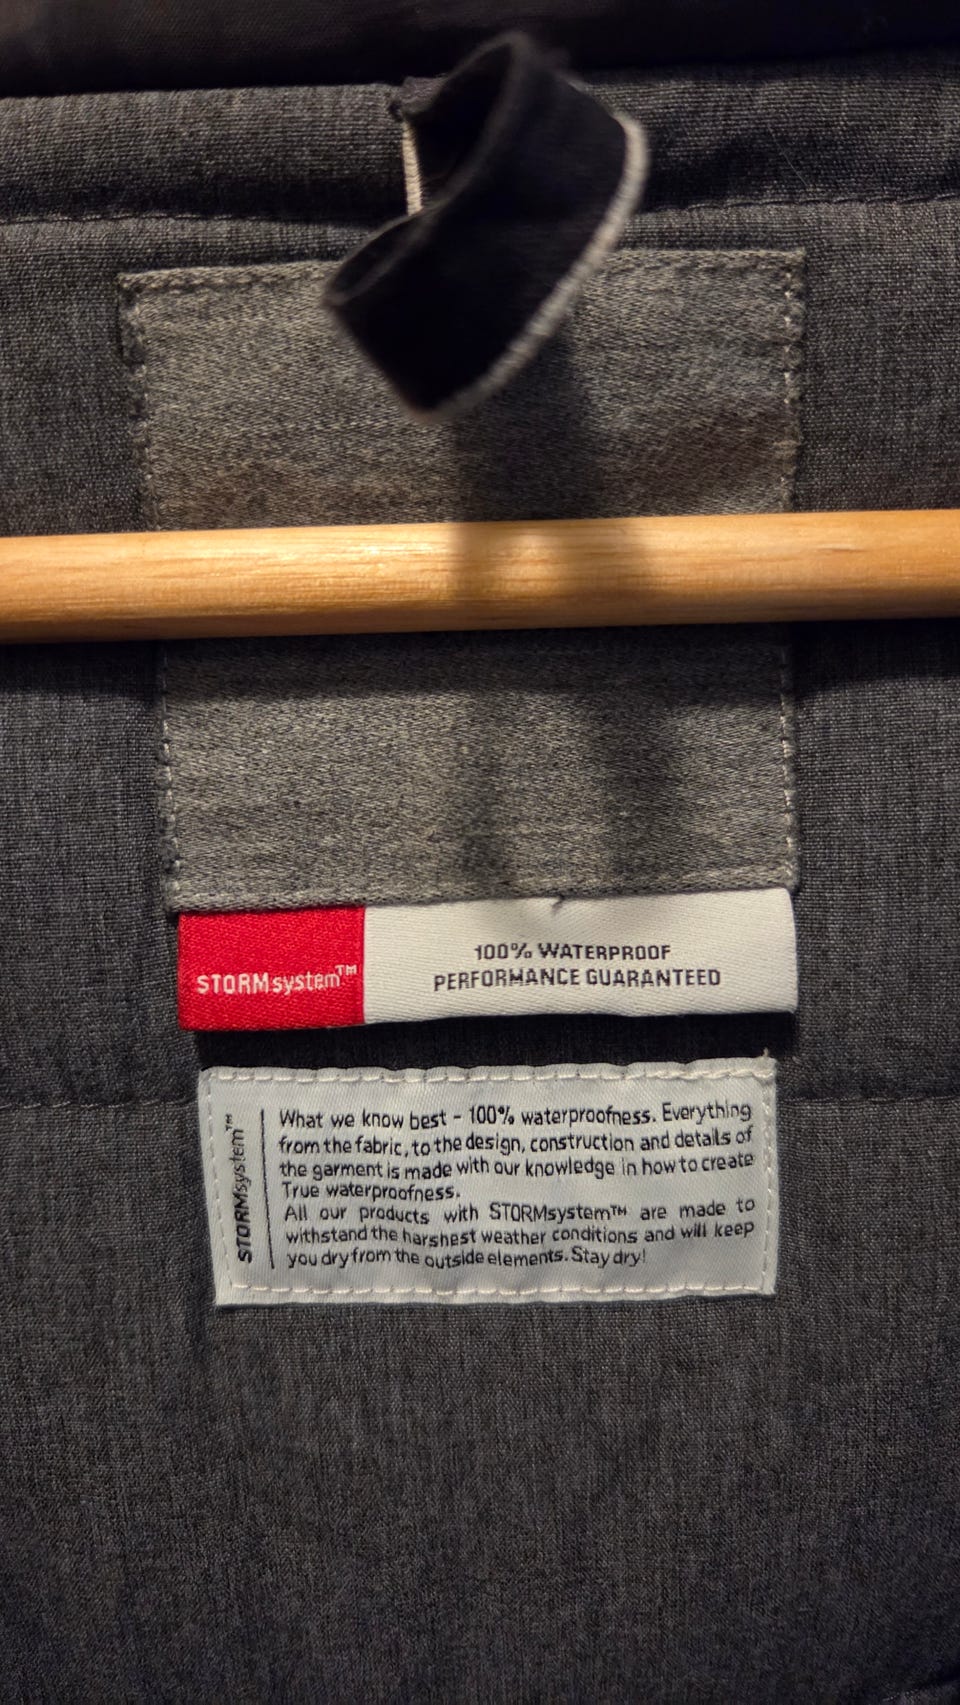 STORMsystem™
100% WATERPROOF
PERFORMANCE GUARANTEED
STORMsystem™
What we know best - 100% waterproofness. Everything
from the fabric, to the design, construction and details of
the garment is made with our knowledge in how to create
True waterproofness.
All our products with STORMsystem™ are made to
withstand the harshest weather conditions and will keep
you dry from the outside elements. Stay dry!